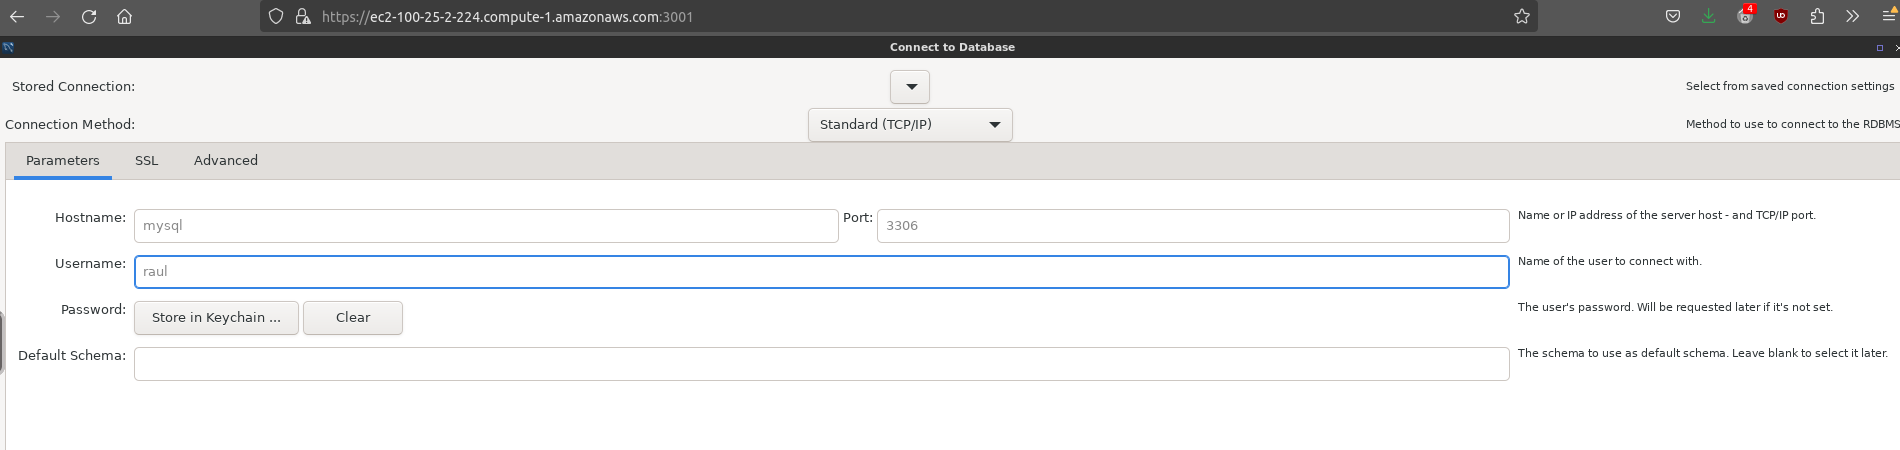 https://ec2-100-25-2-224.compute-1.amazonaws.com:3001
4
Connect to Database
Stored Connection:
Select from saved connection settings
Connection Method:
Standard (TCP/IP)
Method to use to connect to the RDBMS
Parameters SSL Advanced
Hostname: mysql Port: 3306 Name or IP address of the server host - and TCP/IP port.
Username: raul Name of the user to connect with.
Password: Store in Keychain ... Clear The user's password. Will be requested later if it's not set.
Default Schema: The schema to use as default schema. Leave blank to select it later.